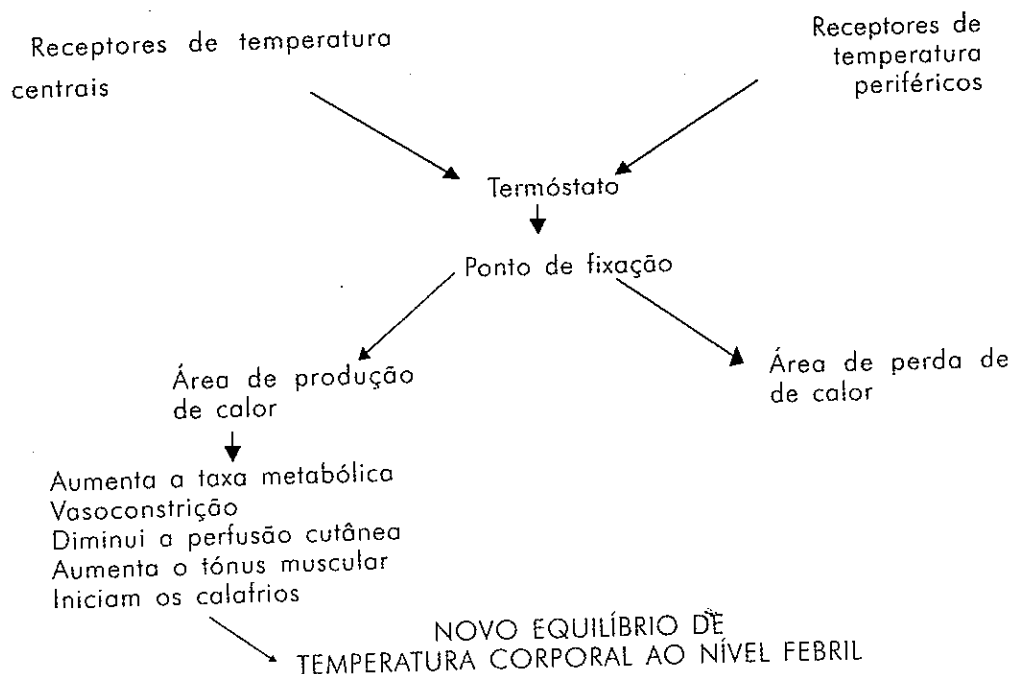 Receptores de temperatura
centrais
Receptores de
temperatura
periféricos
Termóstato
Ponto de fixação
Área de produção
de calor
Área de perda de
de calor
Aumenta a taxa metabólica
Vasoconstrição
Diminui a perfusão cutânea
Aumenta o tónus muscular
Iniciam os calafrios
NOVO EQUILÍBRIO DE
TEMPERATURA CORPORAL AO NÍVEL FEBRIL